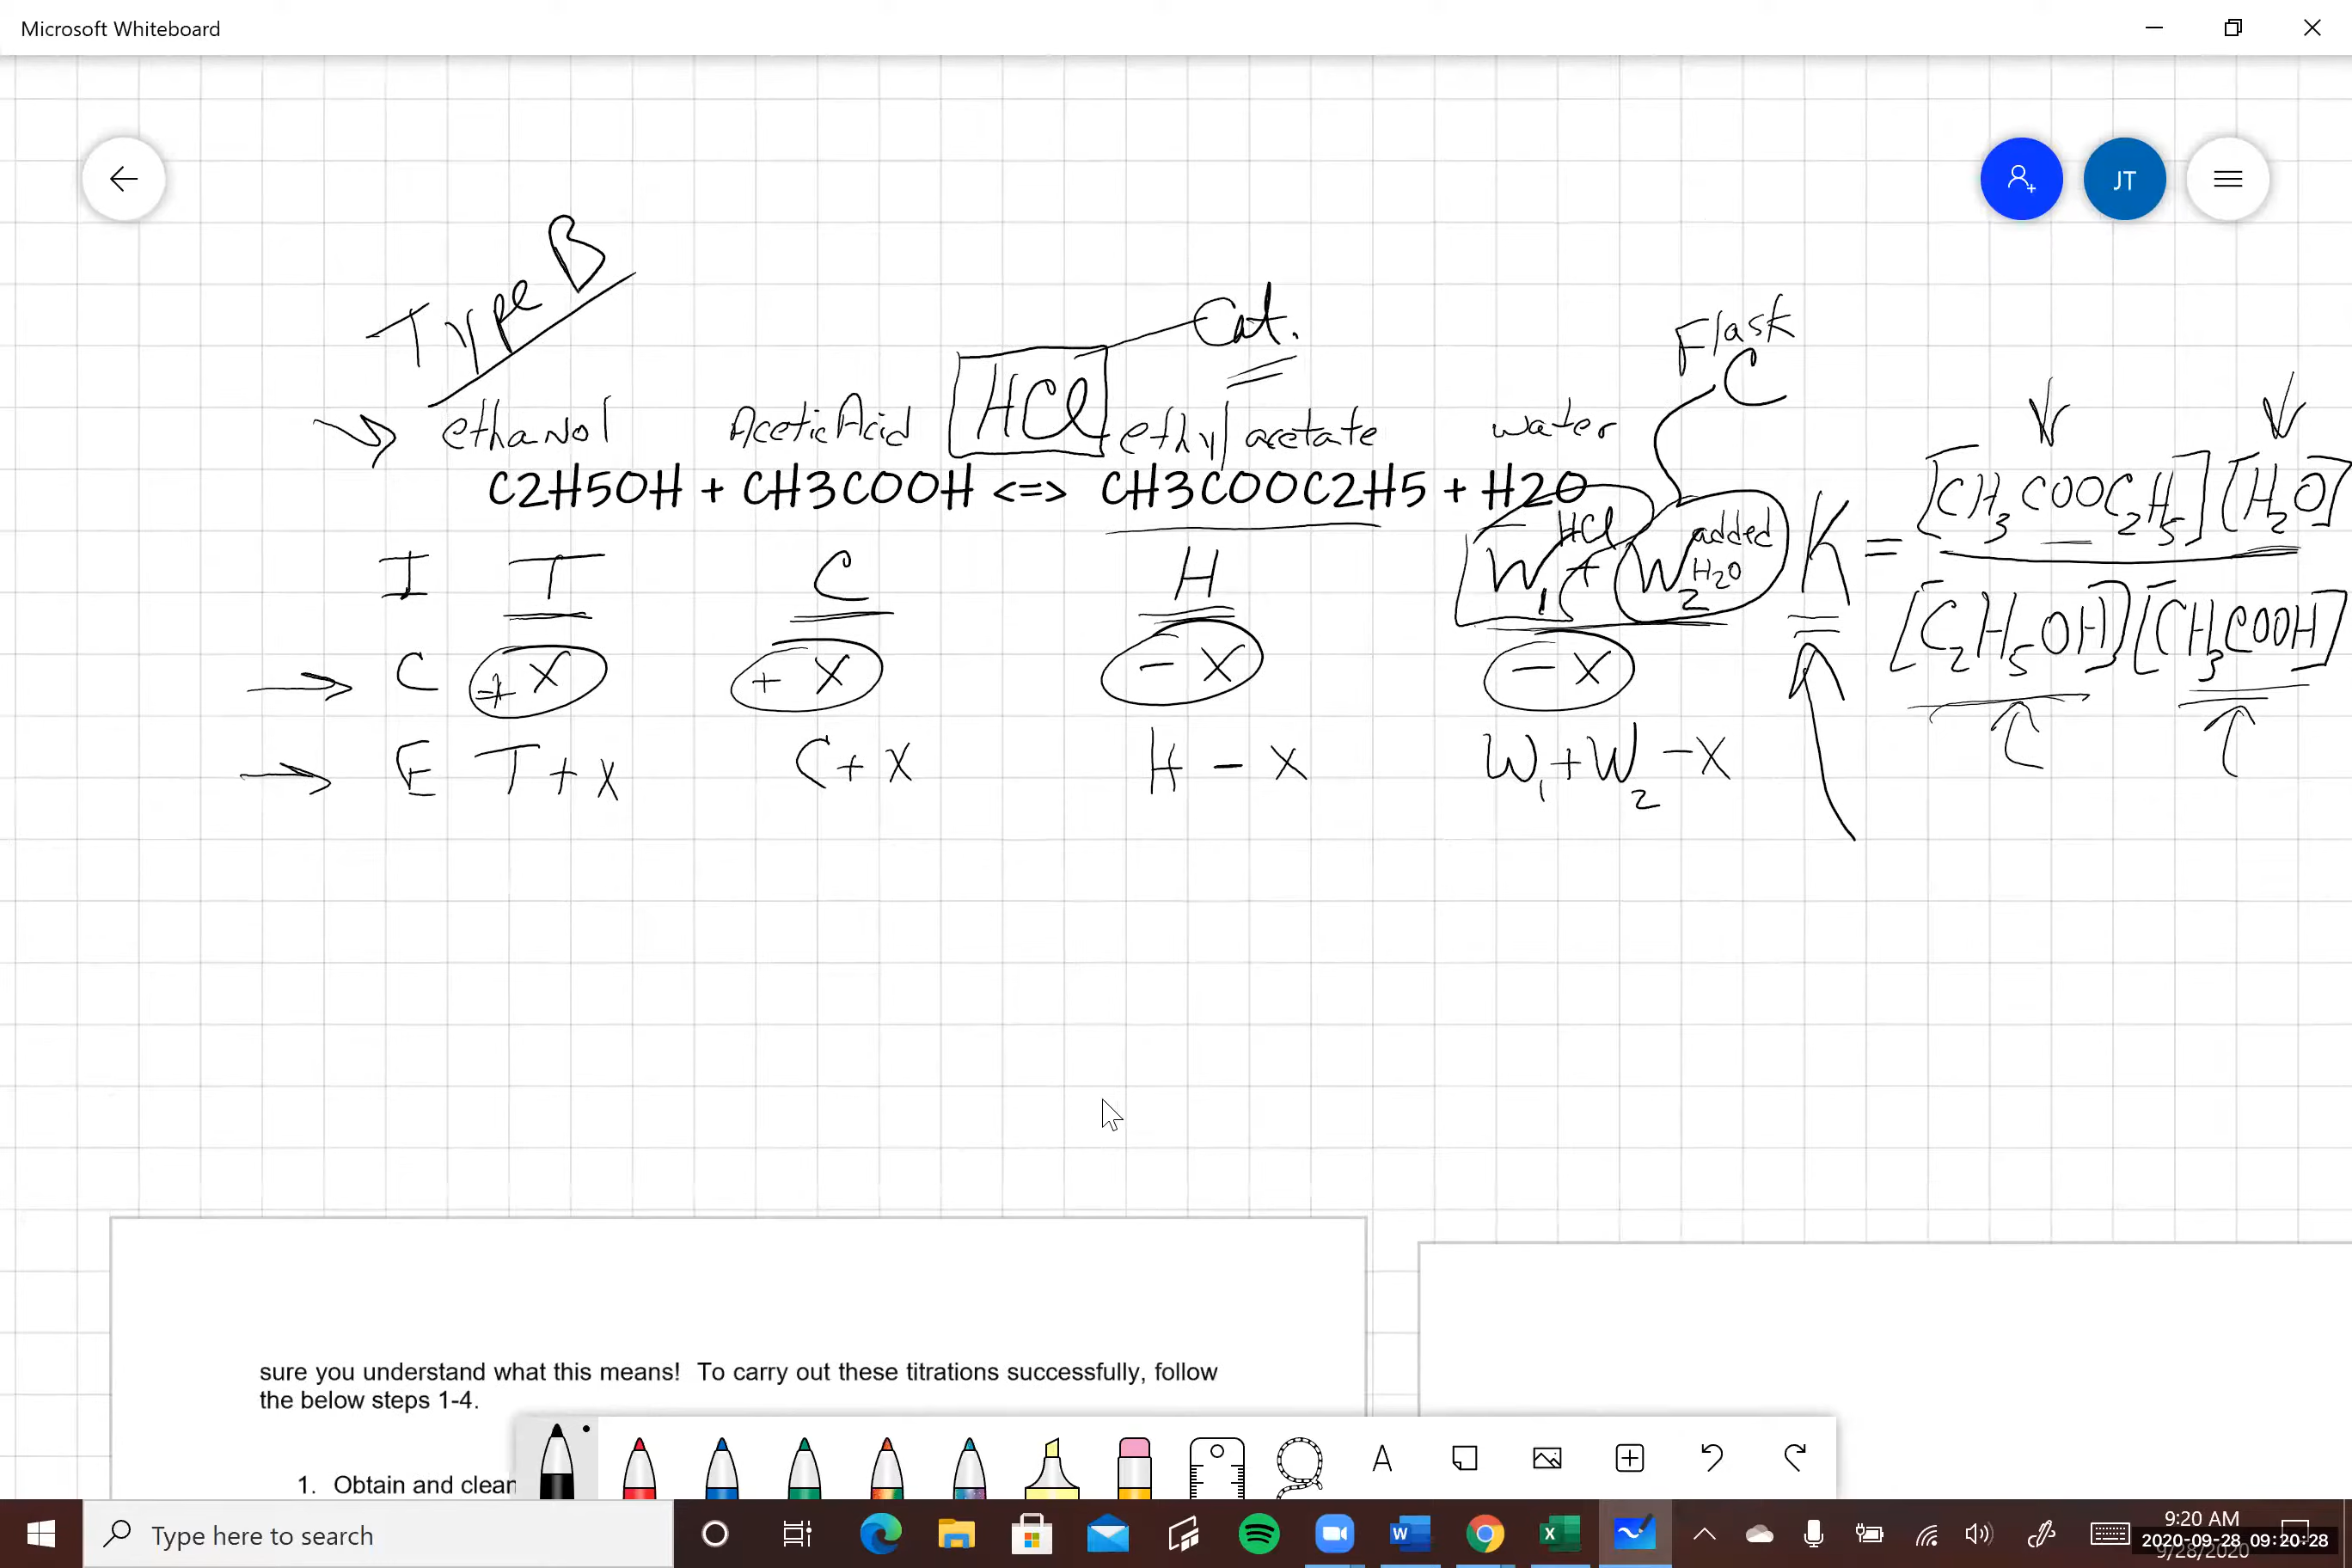 Microsoft Whiteboard
JT
Type B
Cat.
Flask
C
HCl
ethanol Acetic Acid ethyl acetate water
C2H5OH + CH3COOH <=> CH3COOC2H5 + H2O
K = [CH3COOC2H5][H2O]
[C2H5OH][CH3COOH]
I T C H W1 HCl + W2 added H2O
C + X + X - X - X
E T + X C + X H - X W1 + W2 - X
sure you understand what this means! To carry out these titrations successfully, follow
the below steps 1-4.
1. Obtain and clean
A
Type here to search
9:20 AM
2020-09-28 09:20:28
9/28/2020